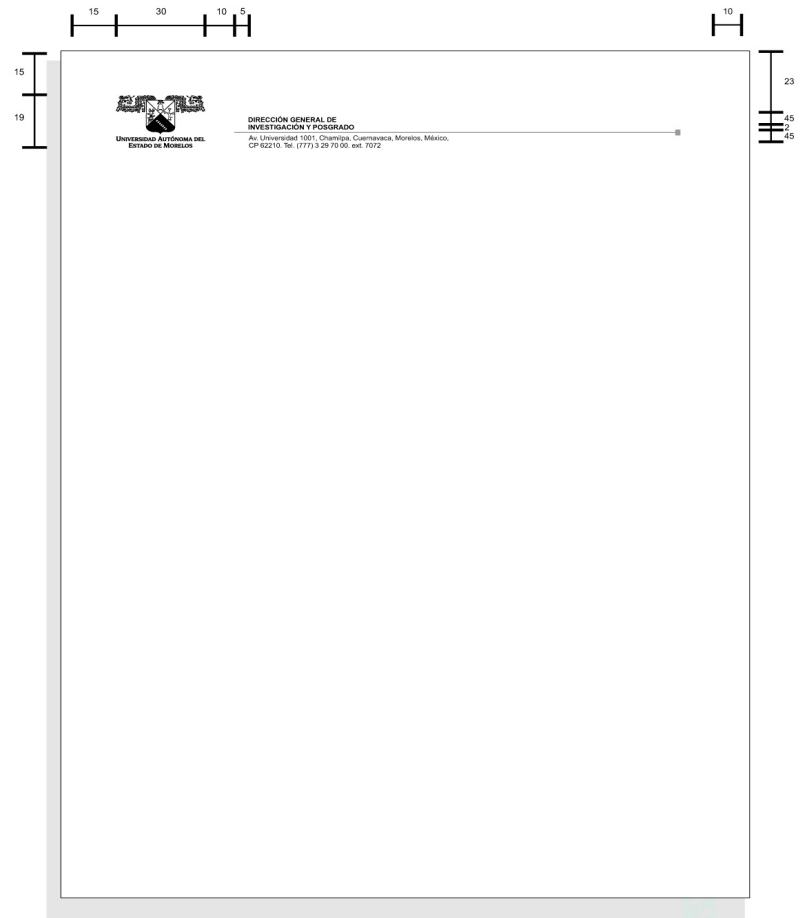 15 30 10 5 10
15
19
23
45
2
45
UNIVERSIDAD AUTÓNOMA DEL
ESTADO DE MORELOS
DIRECCIÓN GENERAL DE
INVESTIGACIÓN Y POSGRADO
Av. Universidad 1001, Chamilpa, Cuernavaca, Morelos, México,
CP 62210. Tel. (777) 3 29 70 00. ext. 7072